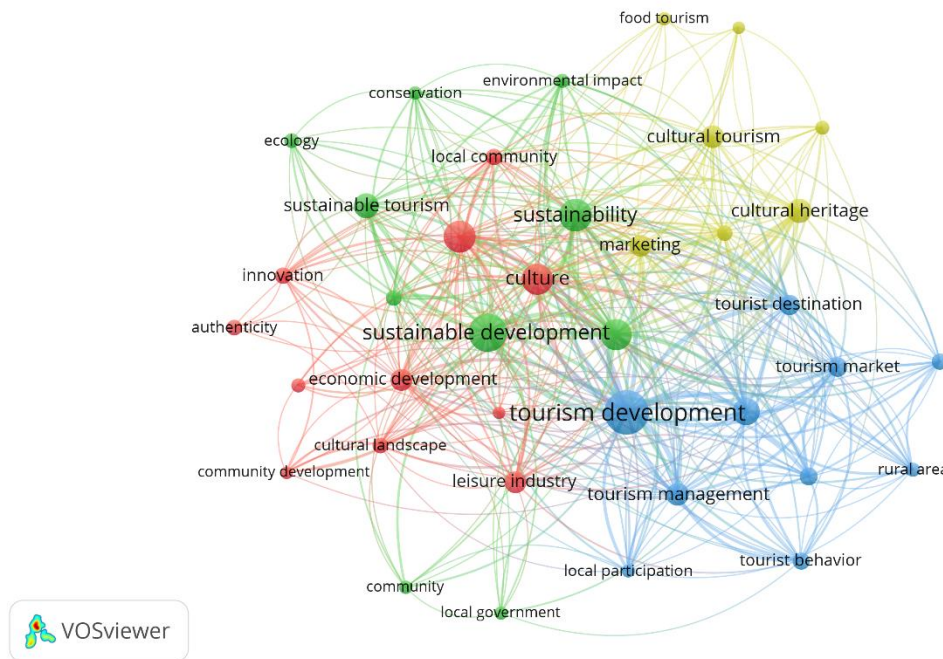 food tourism
environmental impact
conservation
cultural tourism
ecology
local community
sustainable tourism
sustainability
cultural heritage
marketing
innovation
culture
tourist destination
authenticity
sustainable development
tourism market
economic development
tourism development
cultural landscape
community development
leisure industry
tourism management
rural area
tourist behavior
local participation
community
local government
VOSviewer